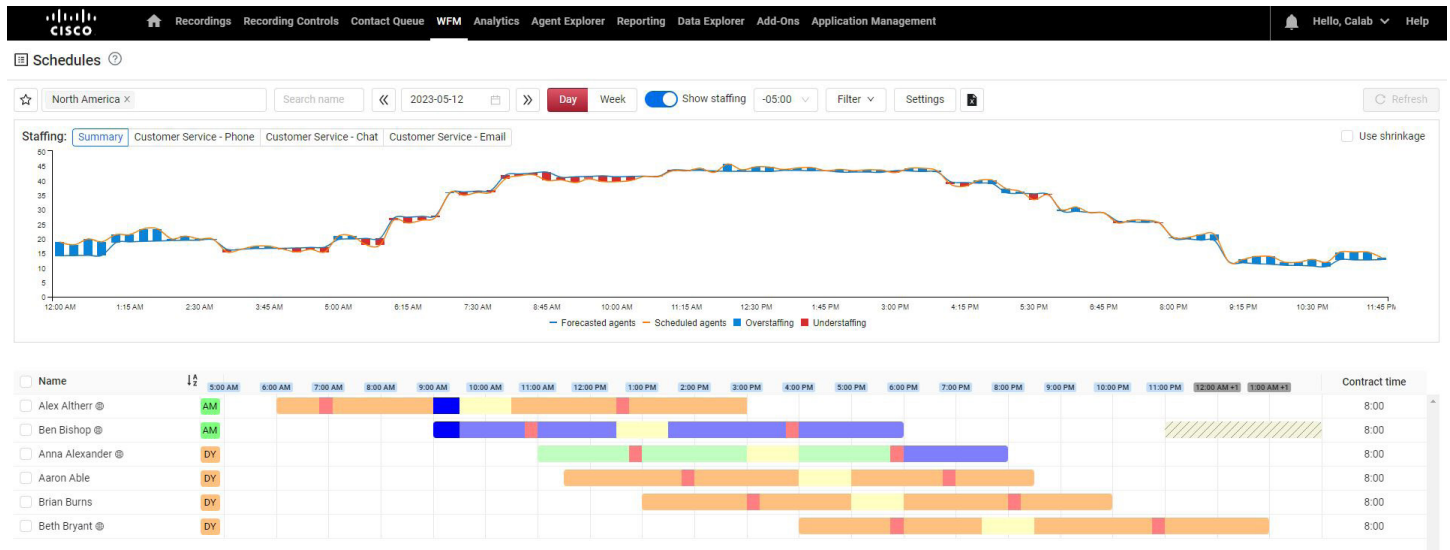 cisco Recordings Recording Controls Contact Queue WFM Analytics Agent Explorer Reporting Data Explorer Add-Ons Application Management Hello, Calab Help
Schedules ?
North America × Search name 2023-05-12 Day Week Show staffing -05:00 Filter Settings Refresh
Staffing: Summary Customer Service - Phone Customer Service - Chat Customer Service - Email Use shrinkage
50
45
40
35
30
25
20
15
10
5
0
12:00 AM 1:15 AM 2:30 AM 3:45 AM 5:00 AM 6:15 AM 7:30 AM 8:45 AM 10:00 AM 11:15 AM 12:30 PM 1:45 PM 3:00 PM 4:15 PM 5:30 PM 6:45 PM 8:00 PM 9:15 PM 10:30 PM 11:45 PM
Forecasted agents Scheduled agents Overstaffing Understaffing
Name A Z 5:00 AM 6:00 AM 7:00 AM 8:00 AM 9:00 AM 10:00 AM 11:00 AM 12:00 PM 1:00 PM 2:00 PM 3:00 PM 4:00 PM 5:00 PM 6:00 PM 7:00 PM 8:00 PM 9:00 PM 10:00 PM 11:00 PM 12:00 AM +1 1:00 AM +1 Contract time
Alex Altherr AM 8:00
Ben Bishop AM 8:00
Anna Alexander DY 8:00
Aaron Able DY 8:00
Brian Burns DY 8:00
Beth Bryant DY 8:00